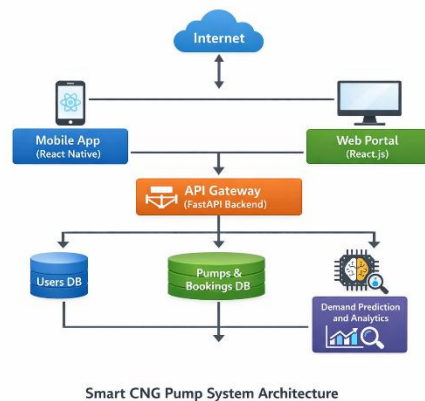 Internet
Mobile App
(React Native)
Web Portal
(React.js)
API Gateway
(FastAPI Backend)
Users DB
Pumps &
Bookings DB
Demand Prediction
and Analytics
Smart CNG Pump System Architecture